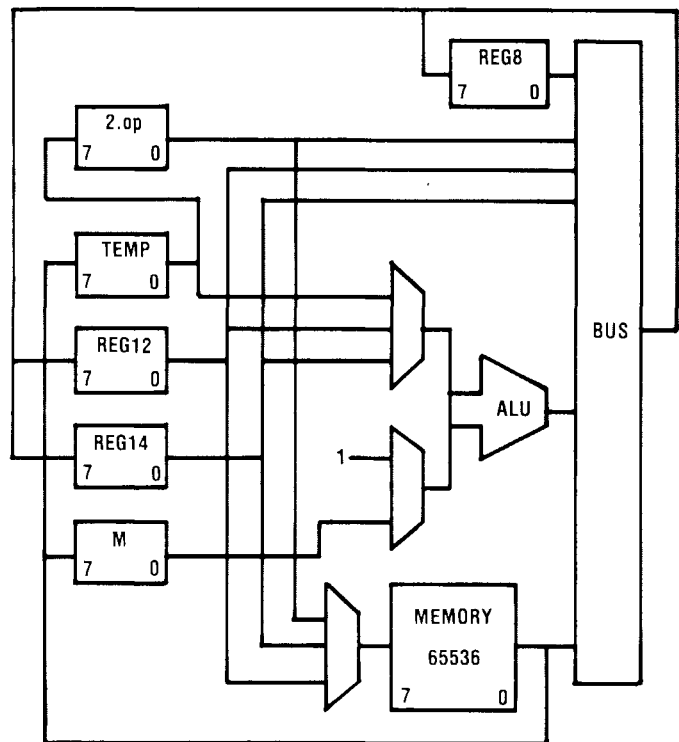 REG8
7 0
2.op
7 0
TEMP
7 0
REG12
7 0
BUS
REG14
7 0
ALU
1
M
7 0
MEMORY
65536
7 0